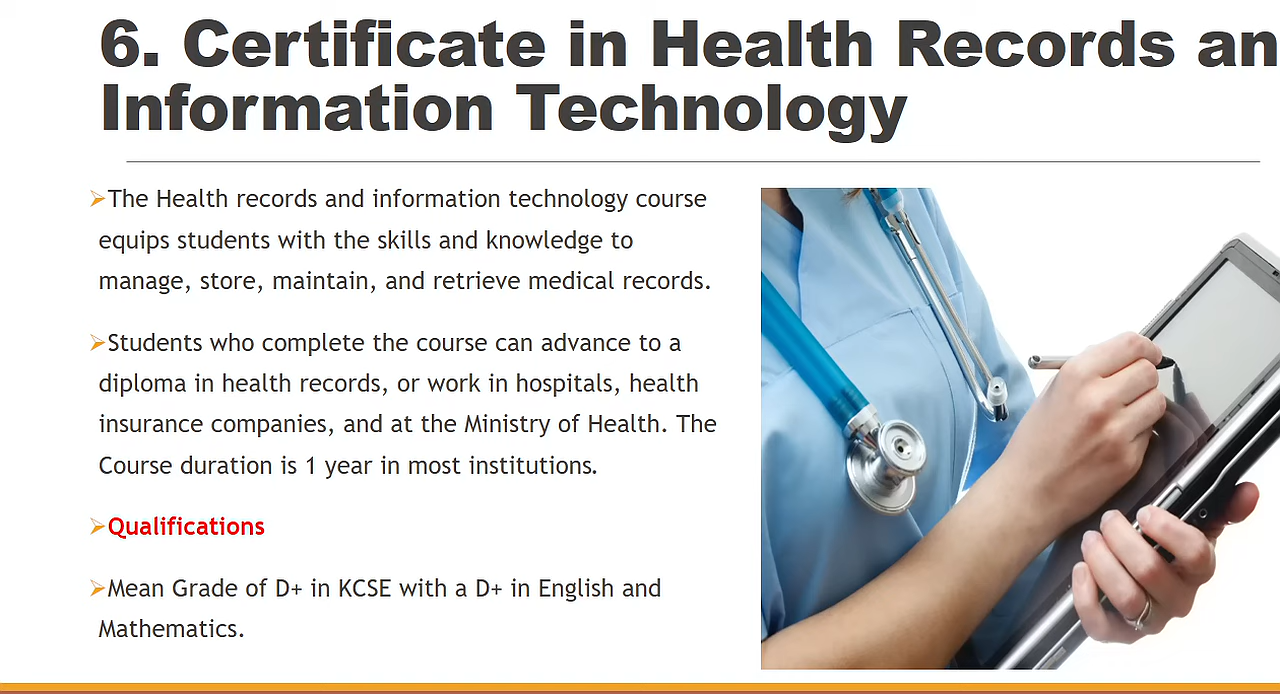 6. Certificate in Health Records an
Information Technology
➢The Health records and information technology course
equips students with the skills and knowledge to
manage, store, maintain, and retrieve medical records.
➢Students who complete the course can advance to a
diploma in health records, or work in hospitals, health
insurance companies, and at the Ministry of Health. The
Course duration is 1 year in most institutions.
➢Qualifications
➢Mean Grade of D+ in KCSE with a D+ in English and
Mathematics.